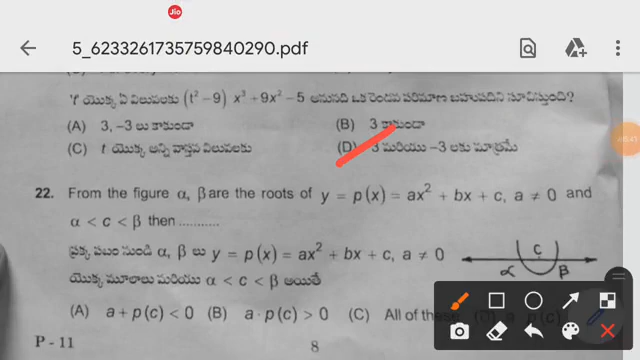 Jio
5_6233261735759840290.pdf
't' యొక్క ఏ విలువలకు (t² − 9) x³ + 9x² − 5 అనునది ఒక రెండవ పరిమాణ బహుపదిని సూచిస్తుంది?
(A) 3, −3 లు కాకుండా (B) 3 కాకుండా
(C) t యొక్క అన్ని వాస్తవ విలువలకు (D) 3 మరియు −3 లకు మాత్రమే
22. From the figure α, β are the roots of y = p(x) = ax² + bx + c, a ≠ 0 and
α < c < β then ...........
ప్రక్క పటం నుండి α, β లు y = p(x) = ax² + bx + c, a ≠ 0
యొక్క మూలాలు మరియు α < c < β అయితే
C
α β
(A) a + p(c) < 0 (B) a · p(c) > 0 (C) All of these
P - 11
8